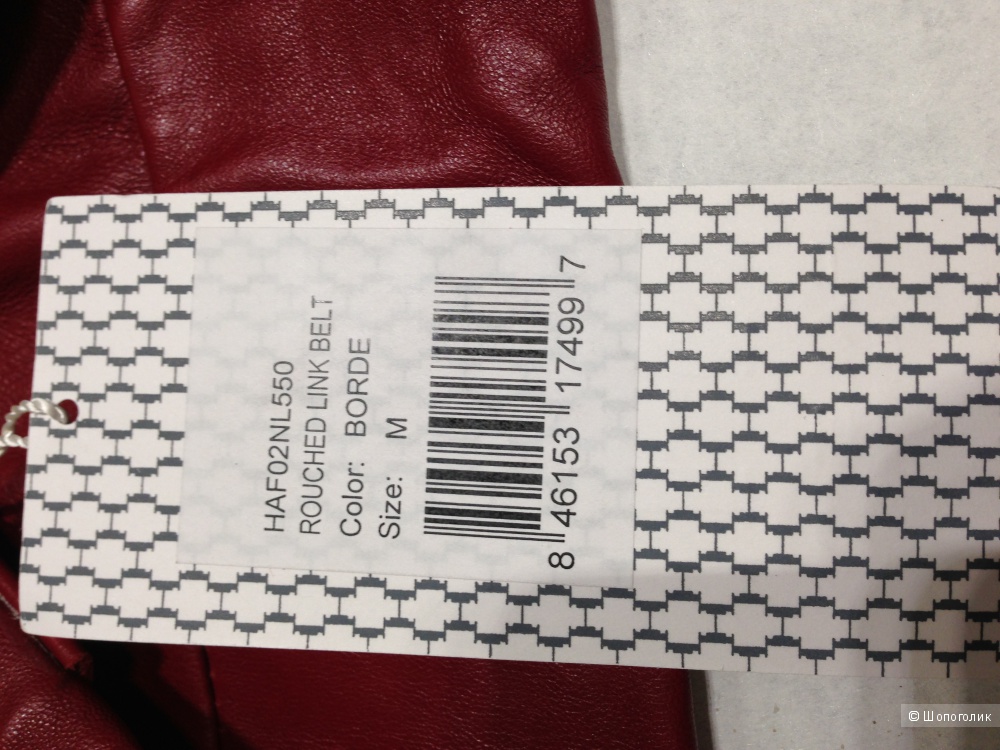 HAF02NL550
ROUCHED LINK BELT
Color: BORDE
Size: M
8 46153 17499 7
© Шопоголик